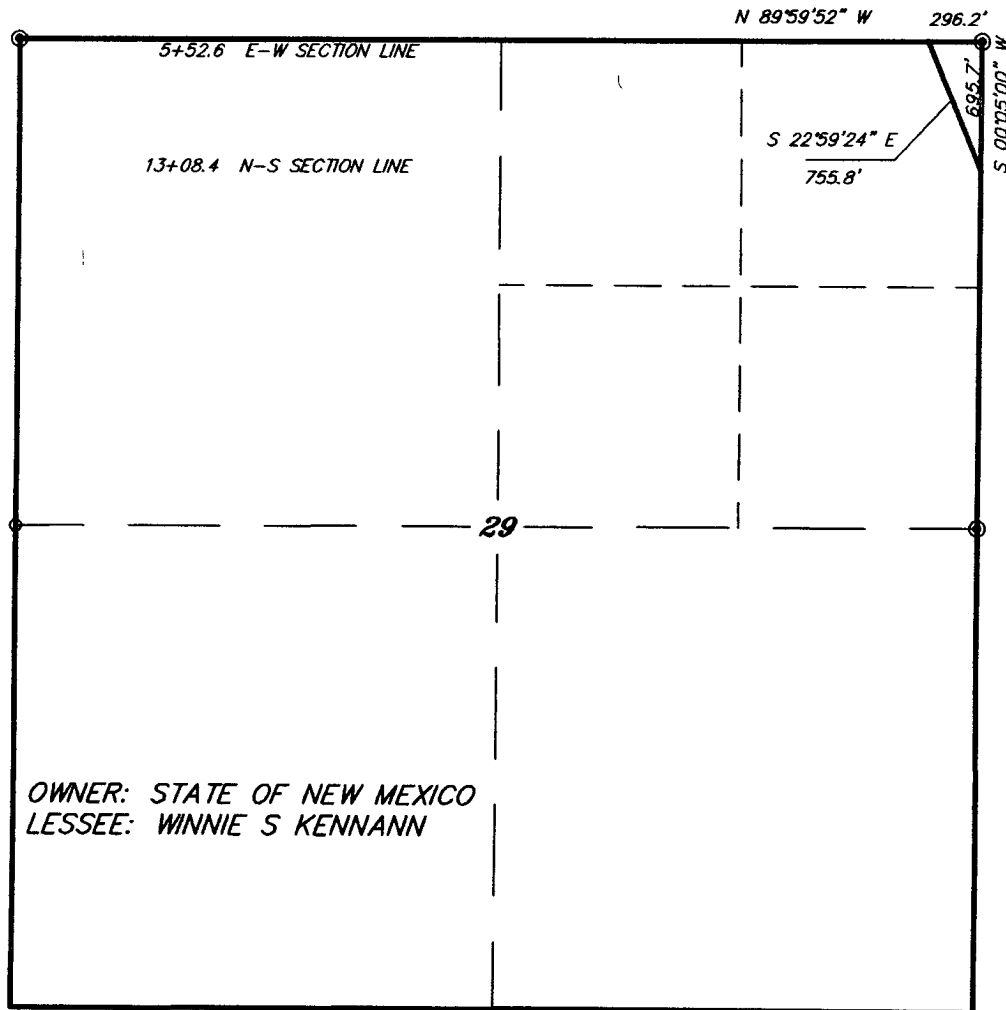 N 89°59'52" W 296.2'
5+52.6 E-W SECTION LINE
695.7'
S 00°05'00" W
S 22°59'24" E
755.8'
13+08.4 N-S SECTION LINE
29
OWNER: STATE OF NEW MEXICO
LESSEE: WINNIE S KENNANN